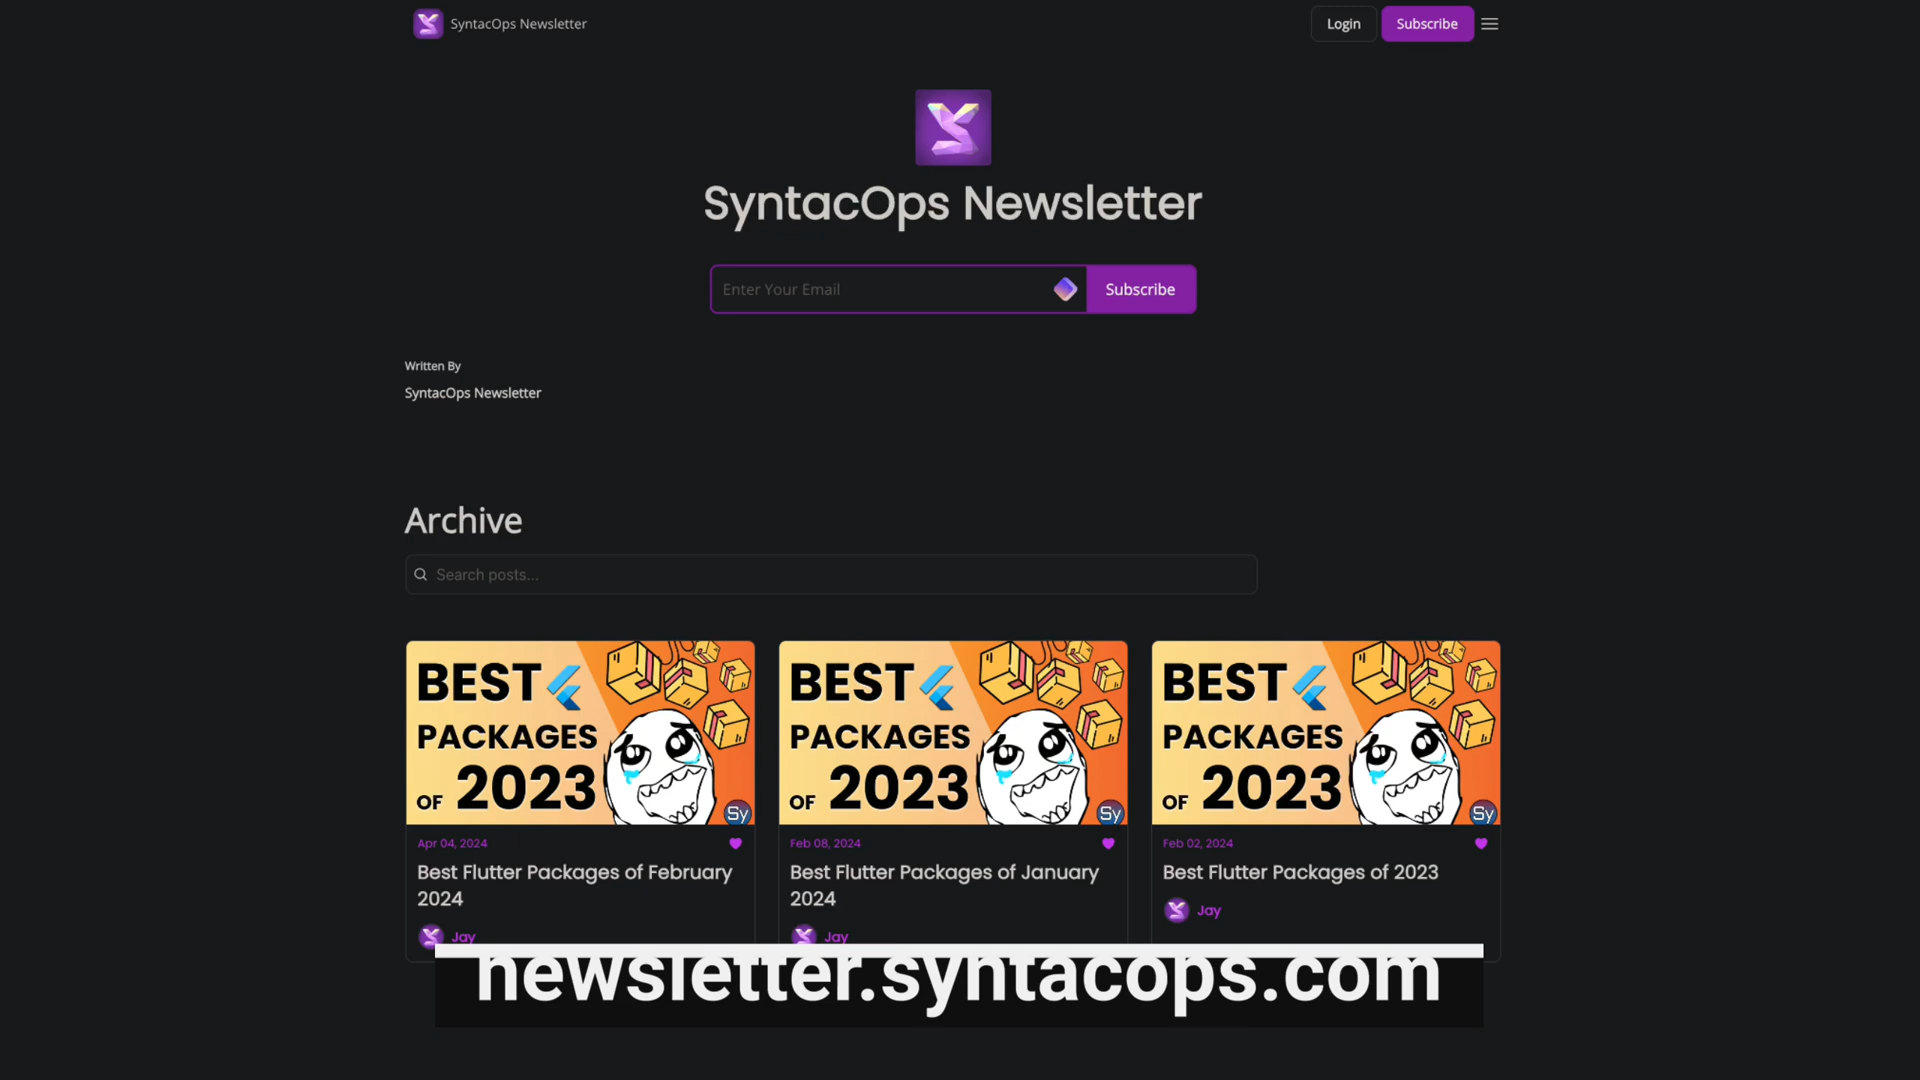 SyntacOps Newsletter
Login
Subscribe
SyntacOps Newsletter
Enter Your Email
Subscribe
Written By
SyntacOps Newsletter
Archive
Search posts...
BEST
PACKAGES
OF 2023
Sy
Apr 04, 2024
Best Flutter Packages of February
2024
Jay
BEST
PACKAGES
OF 2023
Sy
Feb 08, 2024
Best Flutter Packages of January
2024
Jay
BEST
PACKAGES
OF 2023
Sy
Feb 02, 2024
Best Flutter Packages of 2023
Jay
newsletter.syntacops.com